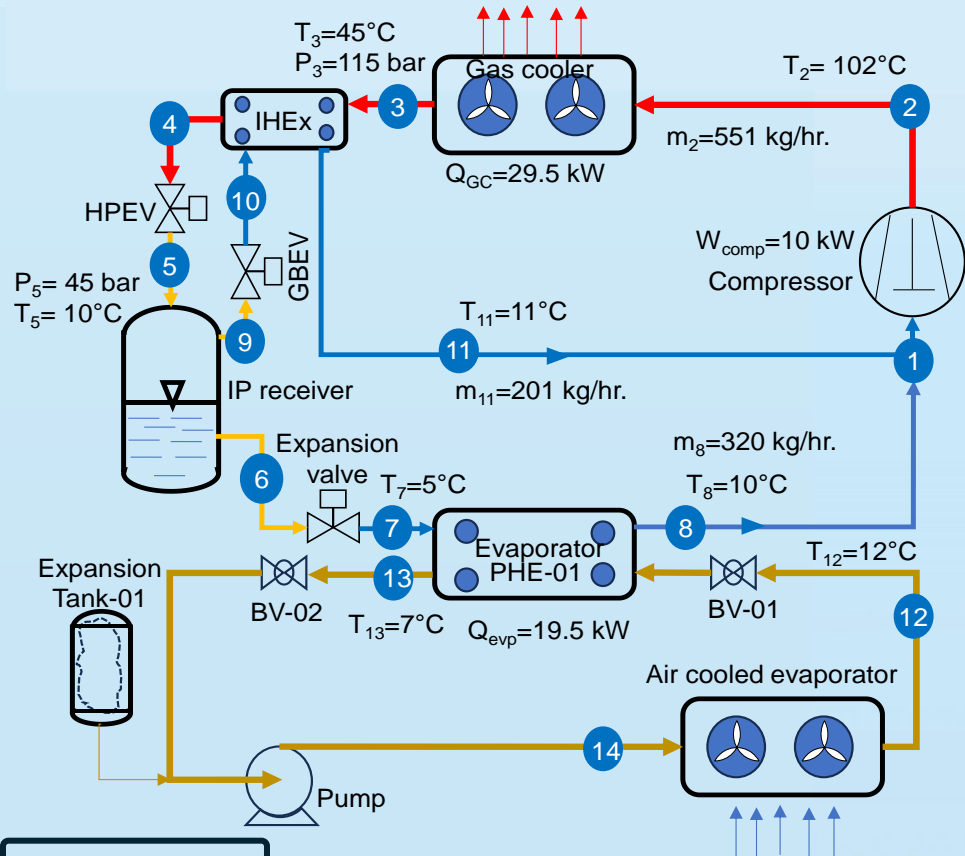 T₃=45°C
P₃=115 bar
Gas cooler
T₂= 102°C
4
IHEx
3
2
m₂=551 kg/hr.
Q_GC=29.5 kW
10
HPEV
GBEV
W_comp=10 kW
Compressor
5
P₅= 45 bar
T₅= 10°C
9
T₁₁=11°C
11
1
m₁₁=201 kg/hr.
IP receiver
Expansion
valve
m₈=320 kg/hr.
6
T₇=5°C
T₈=10°C
7
8
Evaporator
PHE-01
T₁₂=12°C
Expansion
Tank-01
13
BV-02
BV-01
12
T₁₃=7°C
Q_evp=19.5 kW
Air cooled evaporator
14
Pump